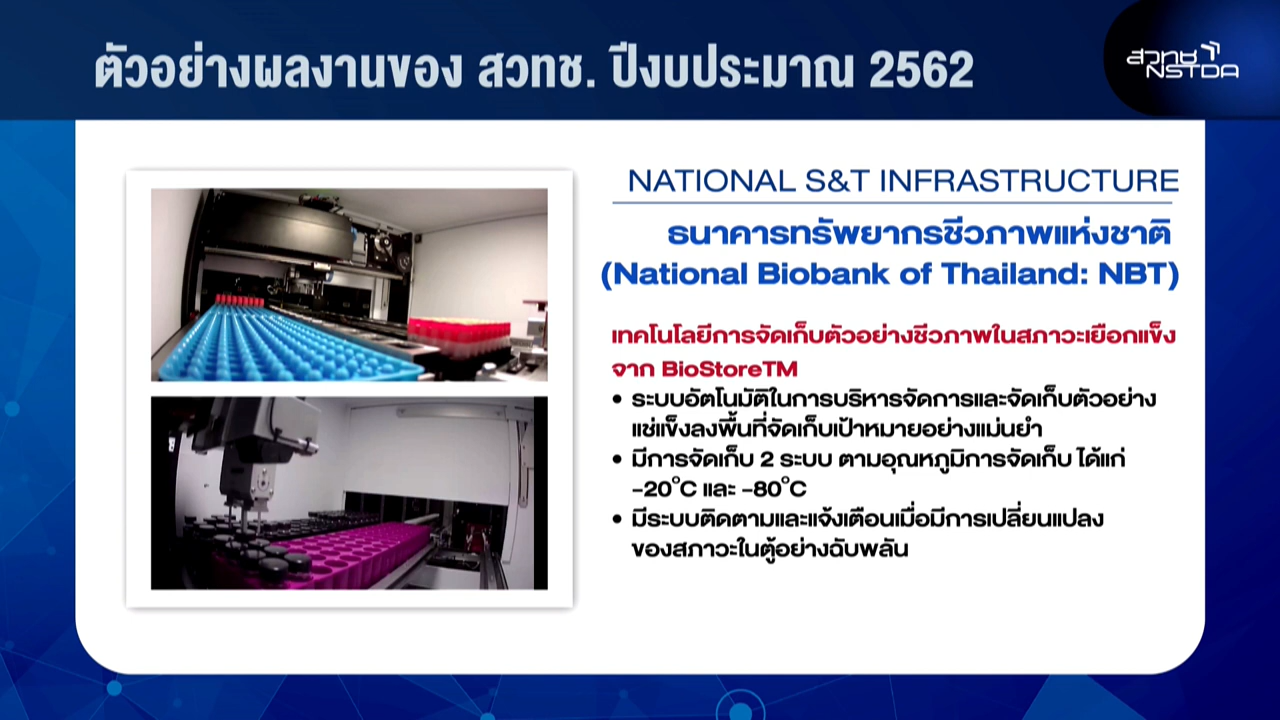 ตัวอย่างผลงานของ สวทช. ปีงบประมาณ 2562
สวทช
NSTDA
NATIONAL S&T INFRASTRUCTURE
ธนาคารทรัพยากรชีวภาพแห่งชาติ
(National Biobank of Thailand: NBT)
เทคโนโลยีการจัดเก็บตัวอย่างชีวภาพในสภาวะเยือกแข็ง
จาก BioStoreTM
• ระบบอัตโนมัติในการบริหารจัดการและจัดเก็บตัวอย่าง
แช่แข็งลงพื้นที่จัดเก็บเป้าหมายอย่างแม่นยำ
• มีการจัดเก็บ 2 ระบบ ตามอุณหภูมิการจัดเก็บ ได้แก่
-20°C และ -80°C
• มีระบบติดตามและแจ้งเตือนเมื่อมีการเปลี่ยนแปลง
ของสภาวะในตู้อย่างฉับพลัน